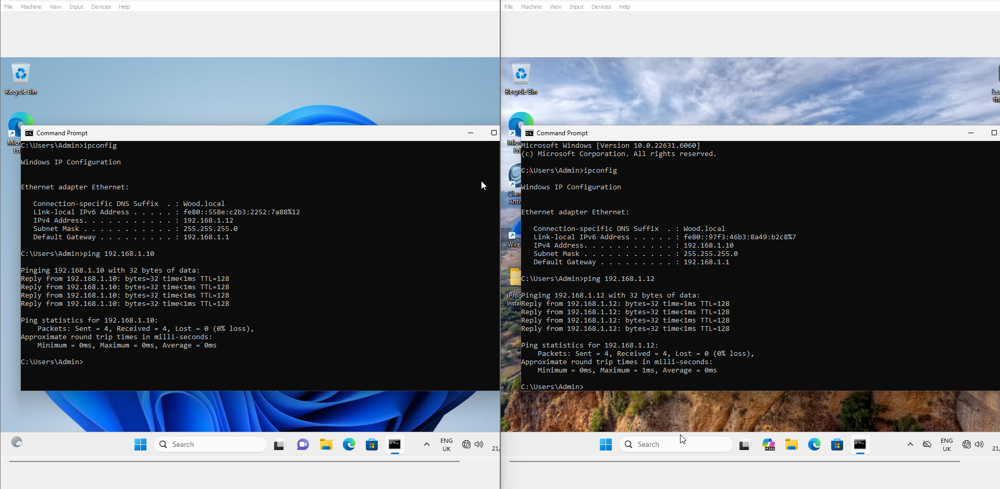 File Machine View Input Devices Help
Recycle Bin
Command Prompt
C:\Users\Admin>ipconfig
Windows IP Configuration
Ethernet adapter Ethernet:
Connection-specific DNS Suffix  . : Wood.local
Link-local IPv6 Address . . . . . : fe80::558e:c2b3:2252:7a88%12
IPv4 Address. . . . . . . . . . . : 192.168.1.12
Subnet Mask . . . . . . . . . . . : 255.255.255.0
Default Gateway . . . . . . . . . : 192.168.1.1
C:\Users\Admin>ping 192.168.1.10
Pinging 192.168.1.10 with 32 bytes of data:
Reply from 192.168.1.10: bytes=32 time<1ms TTL=128
Reply from 192.168.1.10: bytes=32 time<1ms TTL=128
Reply from 192.168.1.10: bytes=32 time<1ms TTL=128
Reply from 192.168.1.10: bytes=32 time<1ms TTL=128
Ping statistics for 192.168.1.10:
Packets: Sent = 4, Received = 4, Lost = 0 (0% loss),
Approximate round trip times in milli-seconds:
Minimum = 0ms, Maximum = 0ms, Average = 0ms
C:\Users\Admin>
Search
ENG
UK
21/
File Machine View Input Devices Help
Recycle Bin
Command Prompt
Microsoft Windows [Version 10.0.22631.6060]
(c) Microsoft Corporation. All rights reserved.
C:\Users\Admin>ipconfig
Windows IP Configuration
Ethernet adapter Ethernet:
Connection-specific DNS Suffix  . : Wood.local
Link-local IPv6 Address . . . . . : fe80::97f3:46b3:8a49:b2c8%7
IPv4 Address. . . . . . . . . . . : 192.168.1.10
Subnet Mask . . . . . . . . . . . : 255.255.255.0
Default Gateway . . . . . . . . . : 192.168.1.1
C:\Users\Admin>ping 192.168.1.12
Pinging 192.168.1.12 with 32 bytes of data:
Reply from 192.168.1.12: bytes=32 time=1ms TTL=128
Reply from 192.168.1.12: bytes=32 time<1ms TTL=128
Reply from 192.168.1.12: bytes=32 time<1ms TTL=128
Reply from 192.168.1.12: bytes=32 time<1ms TTL=128
Ping statistics for 192.168.1.12:
Packets: Sent = 4, Received = 4, Lost = 0 (0% loss),
Approximate round trip times in milli-seconds:
Minimum = 0ms, Maximum = 1ms, Average = 0ms
C:\Users\Admin>
Search
M365
ENG
UK
21/